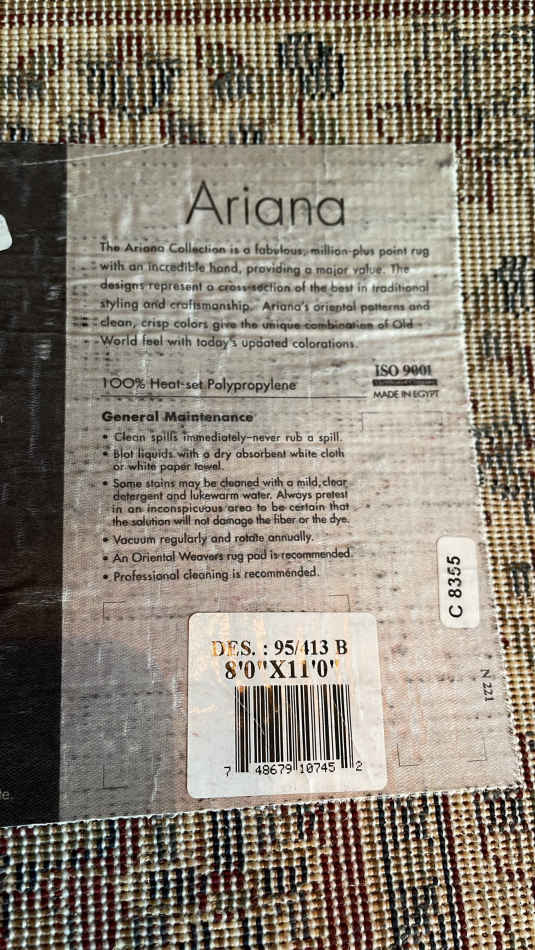 Ariana
The Ariana Collection is a fabulous, million-plus point rug
with an incredible hand, providing a major value. The
designs represent a cross-section of the best in traditional
styling and craftsmanship. Ariana's oriental patterns and
clean, crisp colors give the unique combination of Old
World feel with today's updated colorations.
ISO 9001
100% Heat-set Polypropylene
MADE IN EGYPT
General Maintenance
• Clean spills immediately–never rub a spill.
• Blot liquids with a dry absorbent white cloth
or white paper towel.
• Some stains may be cleaned with a mild, clear
detergent and lukewarm water. Always pretest
in an inconspicuous area to be certain that
the solution will not damage the fiber or the dye.
• Vacuum regularly and rotate annually.
• An Oriental Weavers rug pad is recommended.
• Professional cleaning is recommended.
C 8355
N 221
DES. : 95/413 B
8'0"X11'0"
7 48679 10745 2
te.